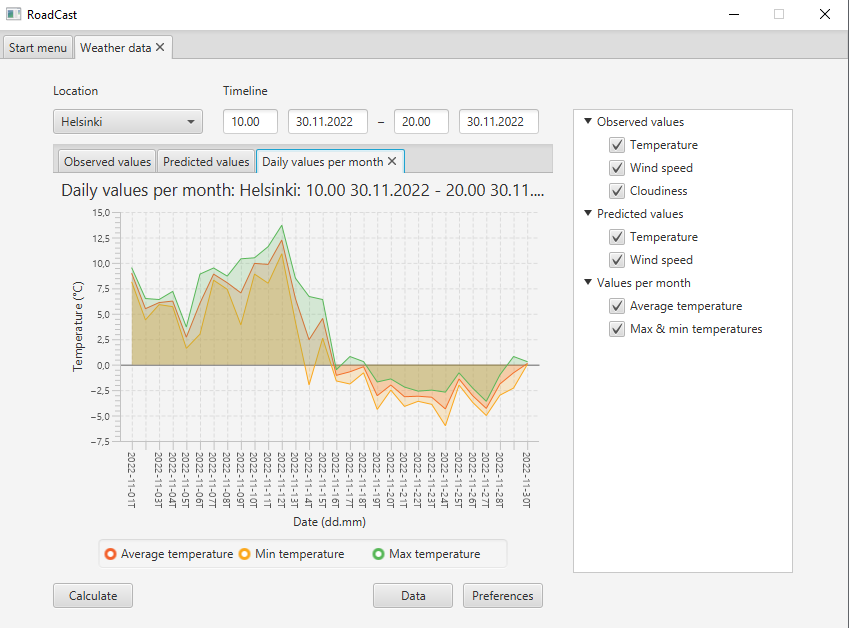 RoadCast
Start menu
Weather data
Location
Timeline
Helsinki
10.00
30.11.2022
–
20.00
30.11.2022
Observed values
Predicted values
Daily values per month
Daily values per month: Helsinki: 10.00 30.11.2022 - 20.00 30.11....
Temperature (°C)
15,0
12,5
10,0
7,5
5,0
2,5
0,0
−2,5
−5,0
−7,5
2022-11-01T
2022-11-03T
2022-11-04T
2022-11-05T
2022-11-06T
2022-11-07T
2022-11-08T
2022-11-09T
2022-11-10T
2022-11-11T
2022-11-12T
2022-11-13T
2022-11-14T
2022-11-15T
2022-11-16T
2022-11-17T
2022-11-18T
2022-11-19T
2022-11-20T
2022-11-21T
2022-11-22T
2022-11-23T
2022-11-24T
2022-11-25T
2022-11-26T
2022-11-27T
2022-11-28T
2022-11-30T
Date (dd.mm)
Average temperature
Min temperature
Max temperature
Calculate
Data
Preferences
Observed values
Temperature
Wind speed
Cloudiness
Predicted values
Temperature
Wind speed
Values per month
Average temperature
Max & min temperatures